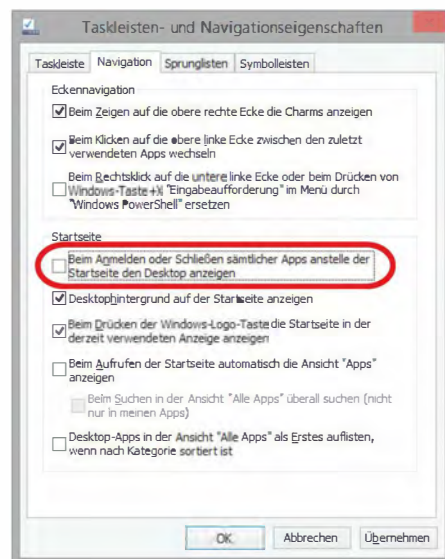 Taskleisten- und Navigationseigenschaften
Taskleiste Navigation Sprunglisten Symbolleisten
Eckennavigation
Beim Zeigen auf die obere rechte Ecke die Charms anzeigen
Beim Klicken auf die obere linke Ecke zwischen den zuletzt
verwendeten Apps wechseln
Beim Rechtsklick auf die untere linke Ecke oder beim Drücken von
Windows-Taste+X "Eingabeaufforderung" im Menü durch
"Windows PowerShell" ersetzen
Startseite
Beim Anmelden oder Schließen sämtlicher Apps anstelle der
Startseite den Desktop anzeigen
Desktophintergrund auf der Startseite anzeigen
Beim Drücken der Windows-Logo-Taste die Startseite in der
derzeit verwendeten Anzeige anzeigen
Beim Aufrufen der Startseite automatisch die Ansicht "Apps"
anzeigen
Beim Suchen in der Ansicht "Alle Apps" überall suchen (nicht
nur in meinen Apps)
Desktop-Apps in der Ansicht "Alle Apps" als Erstes auflisten,
wenn nach Kategorie sortiert ist
OK Abbrechen Übernehmen